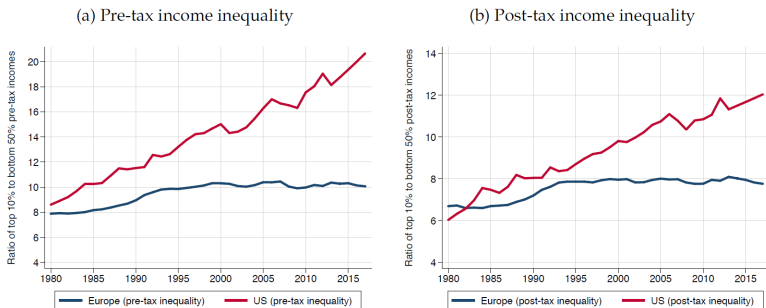 (a) Pre-tax income inequality
Ratio of top 10% to bottom 50% pre-tax incomes
20
18
16
14
12
10
8
6
4
1980 1985 1990 1995 2000 2005 2010 2015
Europe (pre-tax inequality) US (pre-tax inequality)
(b) Post-tax income inequality
Ratio of top 10% to bottom 50% post-tax incomes
14
12
10
8
6
4
1980 1985 1990 1995 2000 2005 2010 2015
Europe (post-tax inequality) US (post-tax inequality)